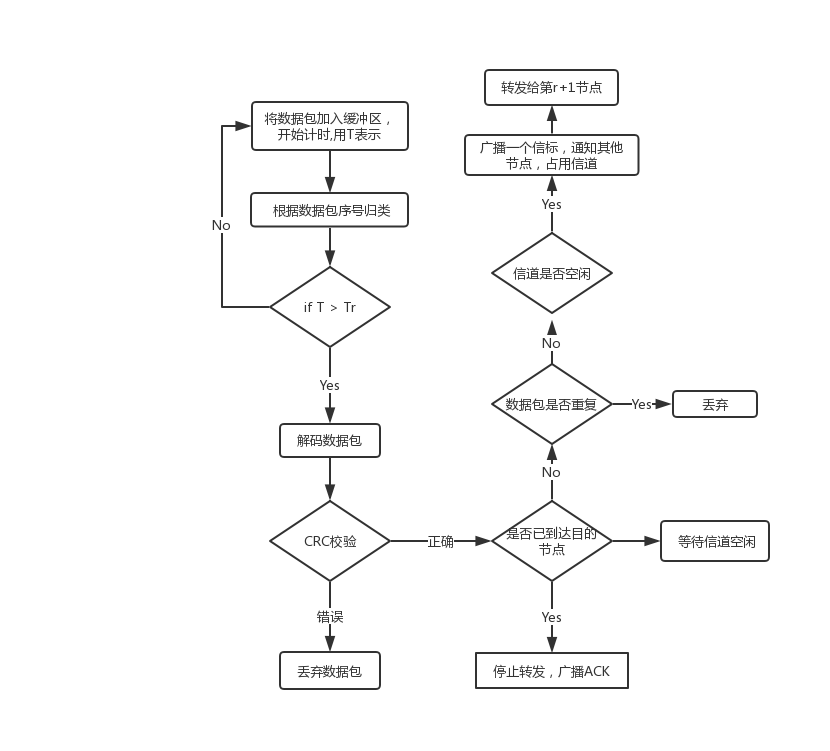 将数据包加入缓冲区，
开始计时,用T表示
根据数据包序号归类
No
if T > Tr
Yes
解码数据包
CRC校验
错误
丢弃数据包
正确
是否已到达目的
节点
等待信道空闲
Yes
停止转发，广播ACK
No
数据包是否重复
Yes
丢弃
No
信道是否空闲
Yes
广播一个信标，通知其他
节点，占用信道
转发给第r+1节点